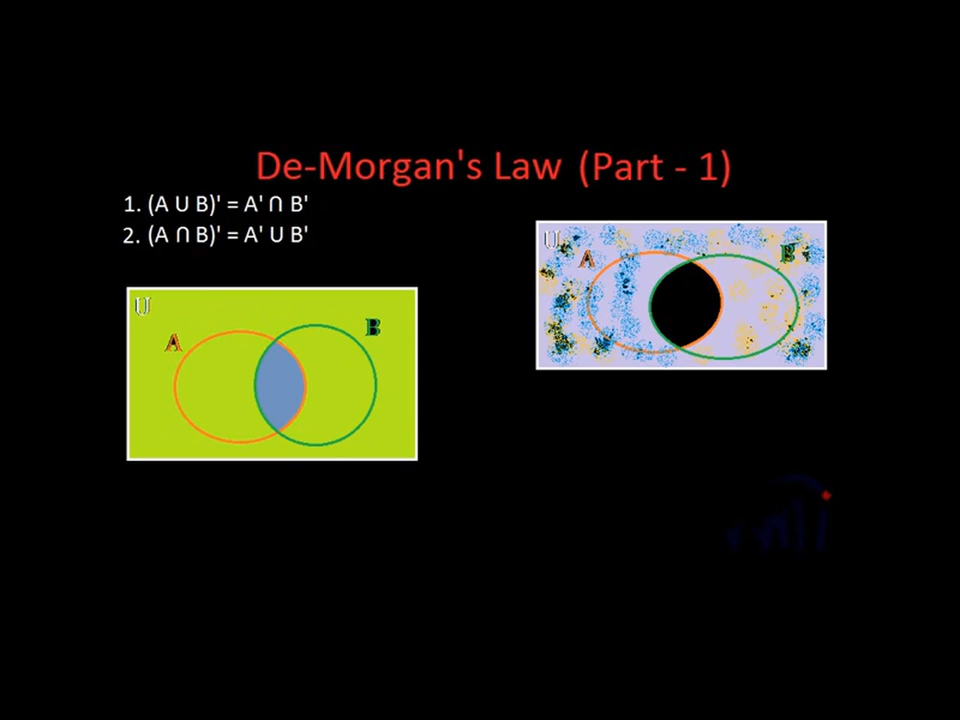 De-Morgan's Law (Part - 1)
1. (A U B)' = A' ∩ B'
2. (A ∩ B)' = A' U B'
U
A
B
U
A
B